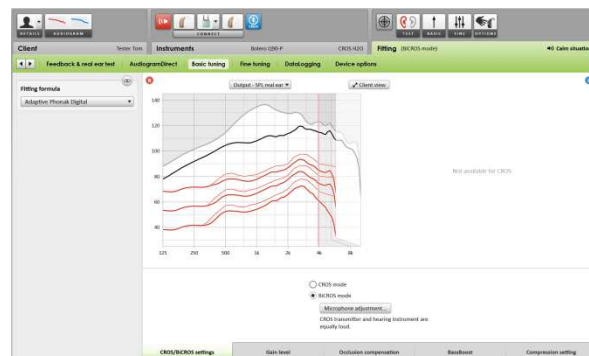 DETAILS AUDIOGRAM
CONNECT
TEST BASIC FINE OPTIONS
Client Tester Tom Instruments Bolero Q90-P CROS H2O Fitting (BiCROS mode) Calm situatio
Feedback & real ear test AudiogramDirect Basic tuning Fine tuning DataLogging Device options
Fitting formula
Adaptive Phonak Digital
Output - SPL real ear
Client view
140
120
100
80
60
40
125 250 500 1k 2k 4k 8k
Not available for CROS
CROS mode
BiCROS mode
Microphone adjustment...
CROS transmitter and hearing instrument are
equally loud.
CROS/BiCROS settings Gain level Occlusion compensation BassBoost Compression setting